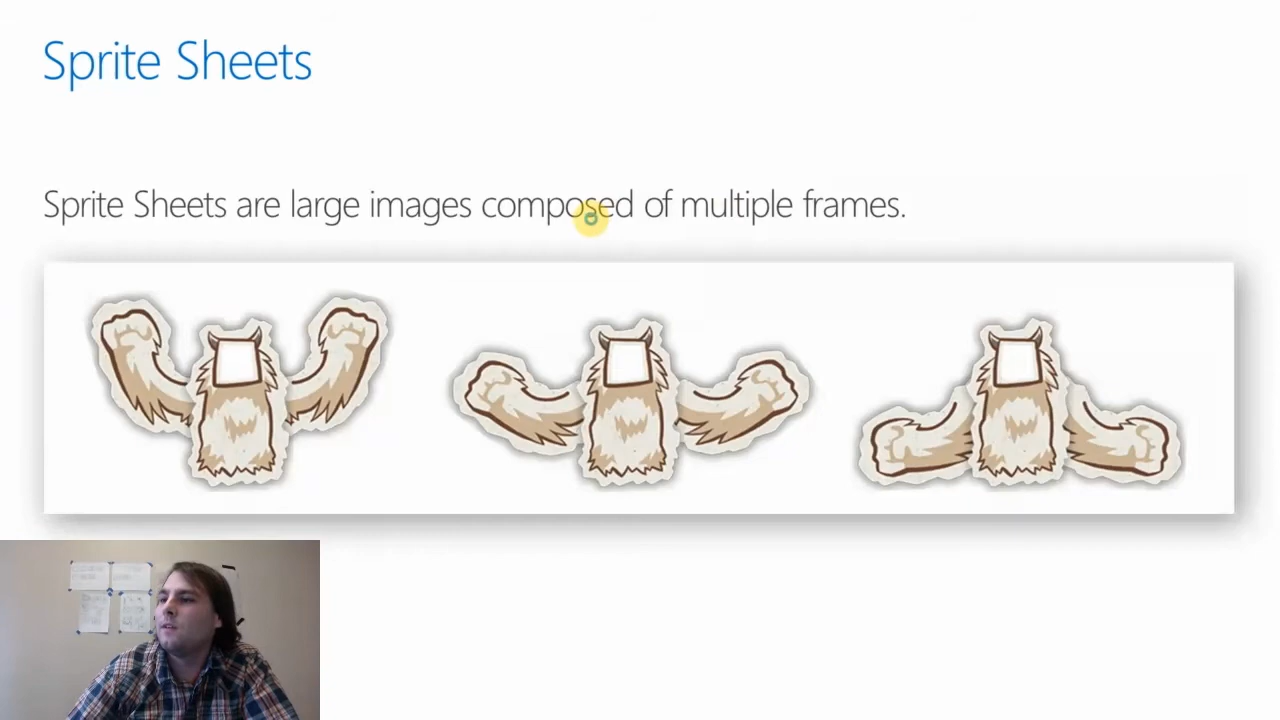 Sprite Sheets
Sprite Sheets are large images composed of multiple frames.